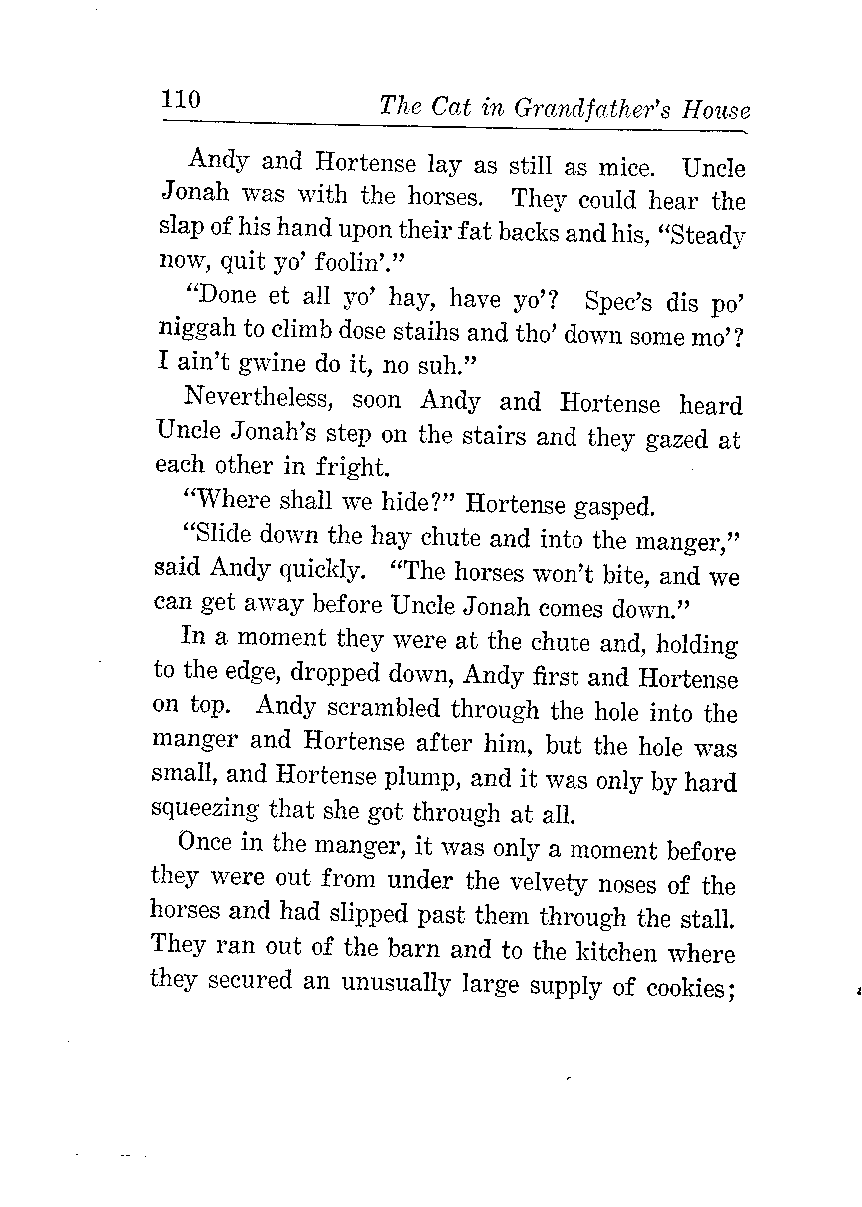 110 The Cat in Grandfather's House
Andy and Hortense lay as still as mice. Uncle
Jonah was with the horses. They could hear the
slap of his hand upon their fat backs and his, “Steady
now, quit yo’ foolin’.”
“Done et all yo’ hay, have yo’? Spec’s dis po’
niggah to climb dose staihs and tho’ down some mo’?
I ain’t gwine do it, no suh.”
Nevertheless, soon Andy and Hortense heard
Uncle Jonah’s step on the stairs and they gazed at
each other in fright.
“Where shall we hide?” Hortense gasped.
“Slide down the hay chute and into the manger,”
said Andy quickly. “The horses won’t bite, and we
can get away before Uncle Jonah comes down.”
In a moment they were at the chute and, holding
to the edge, dropped down, Andy first and Hortense
on top. Andy scrambled through the hole into the
manger and Hortense after him, but the hole was
small, and Hortense plump, and it was only by hard
squeezing that she got through at all.
Once in the manger, it was only a moment before
they were out from under the velvety noses of the
horses and had slipped past them through the stall.
They ran out of the barn and to the kitchen where
they secured an unusually large supply of cookies;